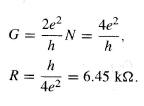 G = 2e²/h N = 4e²/h,
R = h/4e² = 6.45 kΩ.